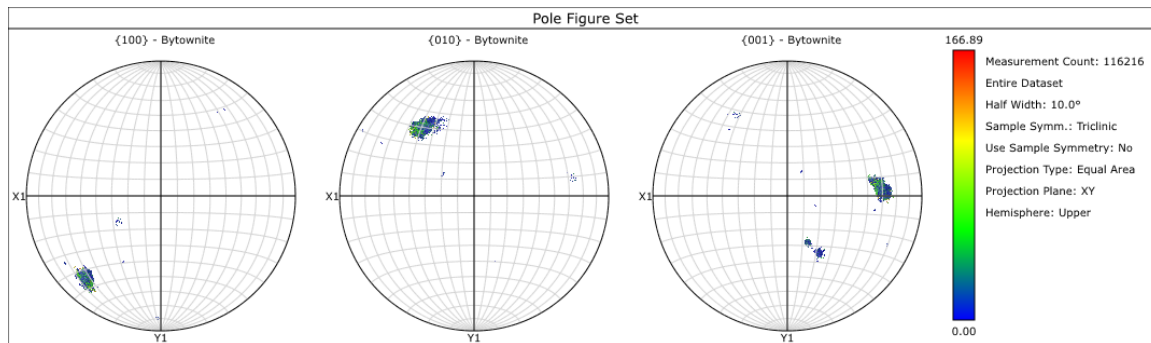 Pole Figure Set
{100} - Bytownite
{010} - Bytownite
{001} - Bytownite
X1
Y1
X1
Y1
X1
Y1
166.89
0.00
Measurement Count: 116216
Entire Dataset
Half Width: 10.0°
Sample Symm.: Triclinic
Use Sample Symmetry: No
Projection Type: Equal Area
Projection Plane: XY
Hemisphere: Upper